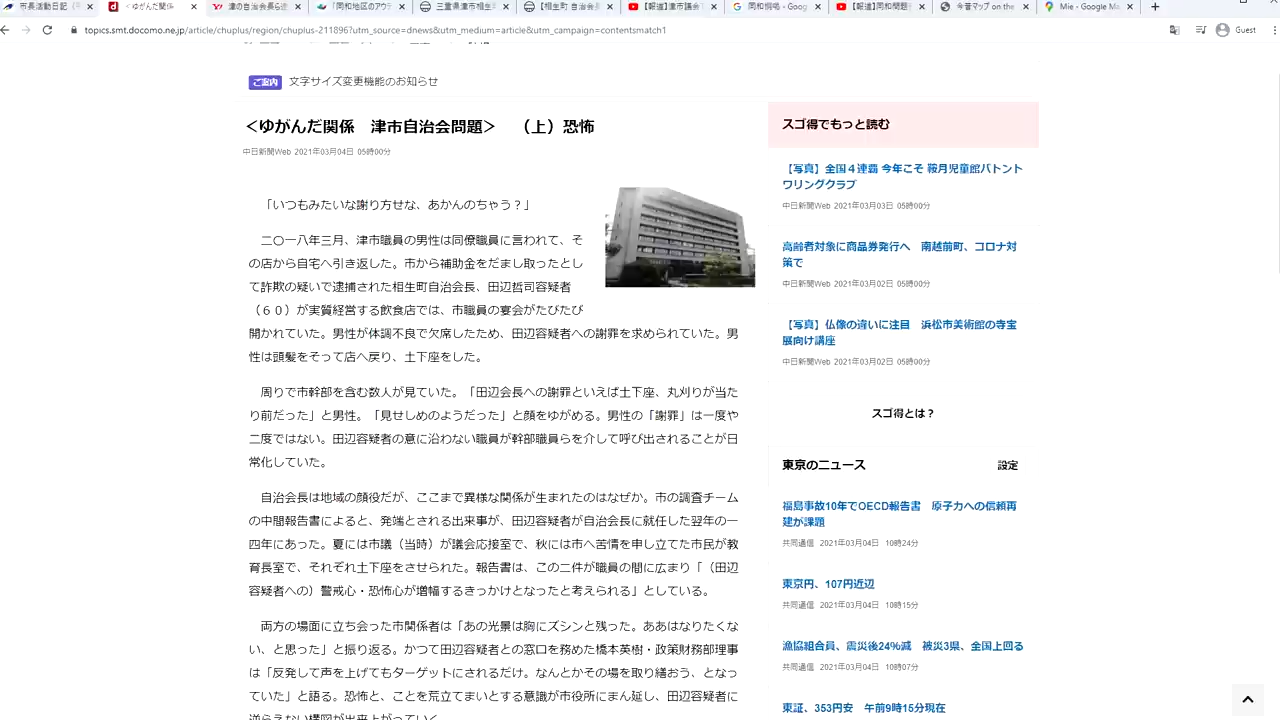 市長活動日記（
＜ゆがんだ関係
津の自治会長ら逮
「同和地区のアウテ
三重県津市相生
【相生町 自治会
【報道】津市議会
同和恫喝 - Goog
【報道】同和問題
今昔マップ on the
Mie - Google Ma
topics.smt.docomo.ne.jp/article/chuplus/region/chuplus-211896?utm_source=dnews&utm_medium=article&utm_campaign=contentsmatch1
Guest
ご案内 文字サイズ変更機能のお知らせ
＜ゆがんだ関係　津市自治会問題＞　（上）恐怖
中日新聞Web 2021年03月04日 05時00分
「いつもみたいな謝り方せな、あかんのちゃう？」
二〇一八年三月、津市職員の男性は同僚職員に言われて、そ
の店から自宅へ引き返した。市から補助金をだまし取ったとし
て詐欺の疑いで逮捕された相生町自治会長、田辺哲司容疑者
（６０）が実質経営する飲食店では、市職員の宴会がたびたび
開かれていた。男性が体調不良で欠席したため、田辺容疑者への謝罪を求められていた。男
性は頭髪をそって店へ戻り、土下座をした。
周りで市幹部を含む数人が見ていた。「田辺会長への謝罪といえば土下座、丸刈りが当た
り前だった」と男性。「見せしめのようだった」と顔をゆがめる。男性の「謝罪」は一度や
二度ではない。田辺容疑者の意に沿わない職員が幹部職員らを介して呼び出されることが日
常化していた。
自治会長は地域の顔役だが、ここまで異様な関係が生まれたのはなぜか。市の調査チーム
の中間報告書によると、発端とされる出来事が、田辺容疑者が自治会長に就任した翌年の一
四年にあった。夏には市議（当時）が議会応接室で、秋には市へ苦情を申し立てた市民が教
育長室で、それぞれ土下座をさせられた。報告書は、この二件が職員の間に広まり「（田辺
容疑者への）警戒心・恐怖心が増幅するきっかけとなったと考えられる」としている。
両方の場面に立ち会った市関係者は「あの光景は胸にズシンと残った。ああはなりたくな
い、と思った」と振り返る。かつて田辺容疑者との窓口を務めた橋本英樹・政策財務部理事
は「反発して声を上げてもターゲットにされるだけ。なんとかその場を取り繕おう、となっ
ていた」と語る。恐怖と、ことを荒立てまいとする意識が市役所にまん延し、田辺容疑者に
逆らえない構図が出来上がっていく
スゴ得でもっと読む
【写真】全国４連覇 今年こそ 鞍月児童館バトント
ワリングクラブ
中日新聞Web 2021年03月03日 05時00分
高齢者対象に商品券発行へ　南越前町、コロナ対
策で
中日新聞Web 2021年03月02日 05時00分
【写真】仏像の違いに注目　浜松市美術館の寺宝
展向け講座
中日新聞Web 2021年03月02日 05時00分
スゴ得とは？
東京のニュース 設定
福島事故10年でOECD報告書　原子力への信頼再
建が課題
共同通信 2021年03月04日 10時24分
東京円、107円近辺
共同通信 2021年03月04日 10時15分
漁協組合員、震災後24%減　被災3県、全国上回る
共同通信 2021年03月04日 10時07分
東証、353円安　午前9時15分現在